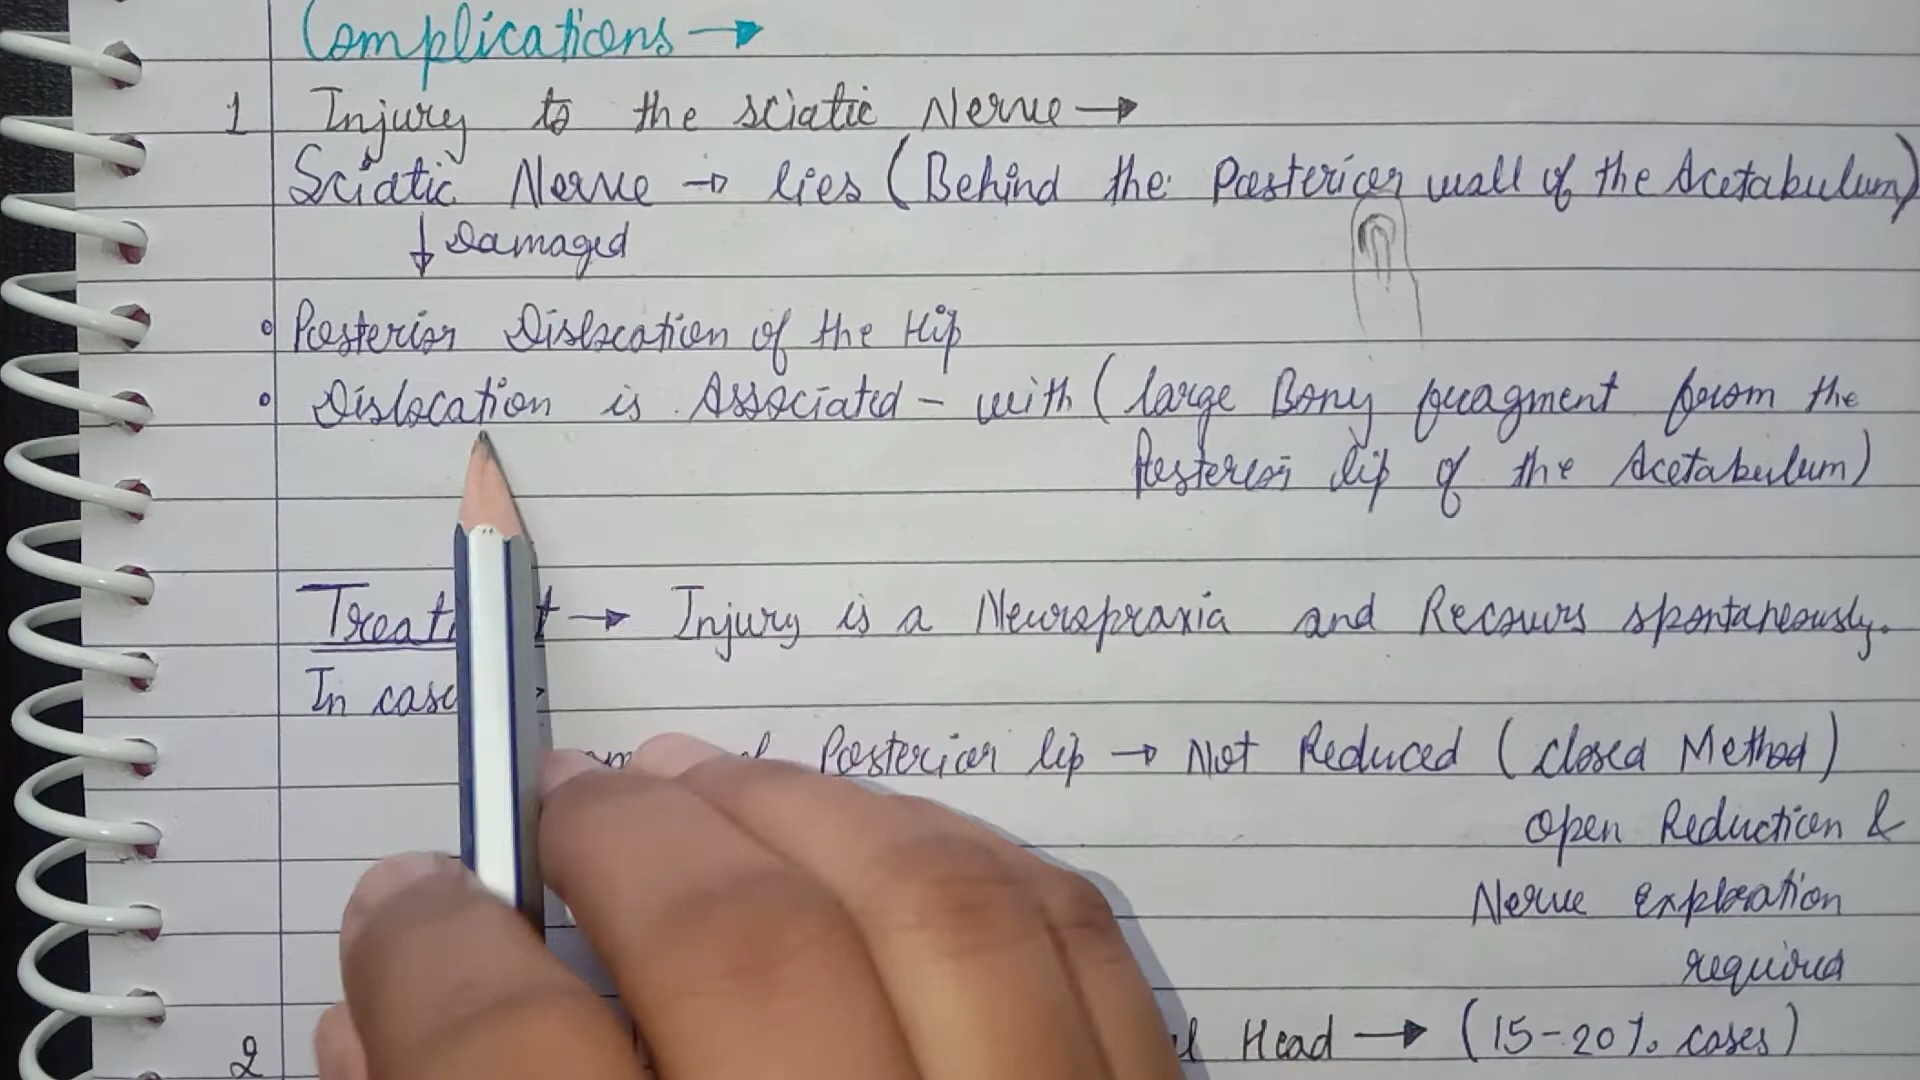 Complications →
1 Injury to the sciatic Nerve →
Sciatic Nerve → lies (Behind the Posterior wall of the Acetabulum)
↓ Damaged
• Posterior Dislocation of the Hip
• Dislocation is Associated - with (large Bony fragment from the
Posterior lip of the Acetabulum)
→ Injury is a Neurapraxia and Recovers spontaneously.
In case
Posterior lip → Not Reduced (closed Method)
open Reduction &
Nerve exploration
required
2 Head → (15-20% cases)